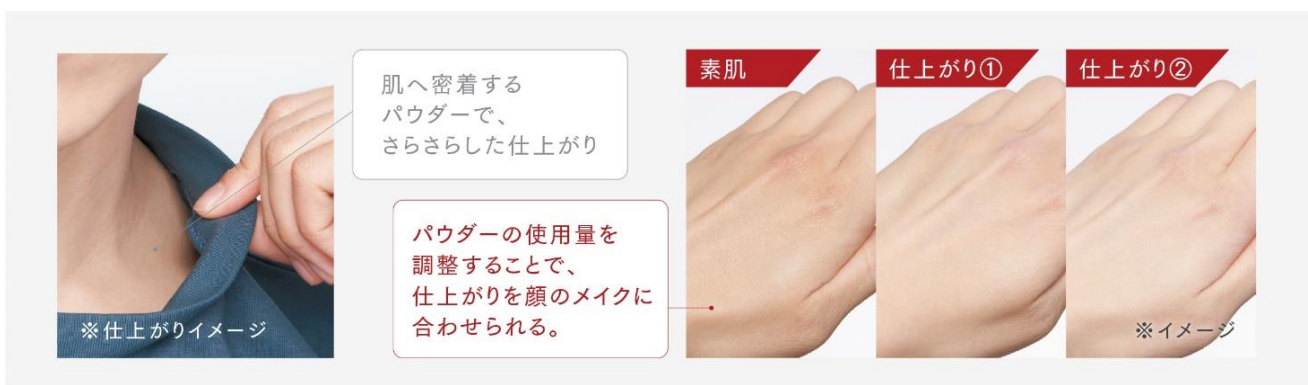 肌へ密着する
パウダーで、
さらさらした仕上がり
※仕上がりイメージ
パウダーの使用量を
調整することで、
仕上がりを顔のメイクに
合わせられる。
素肌
仕上がり①
仕上がり②
※イメージ